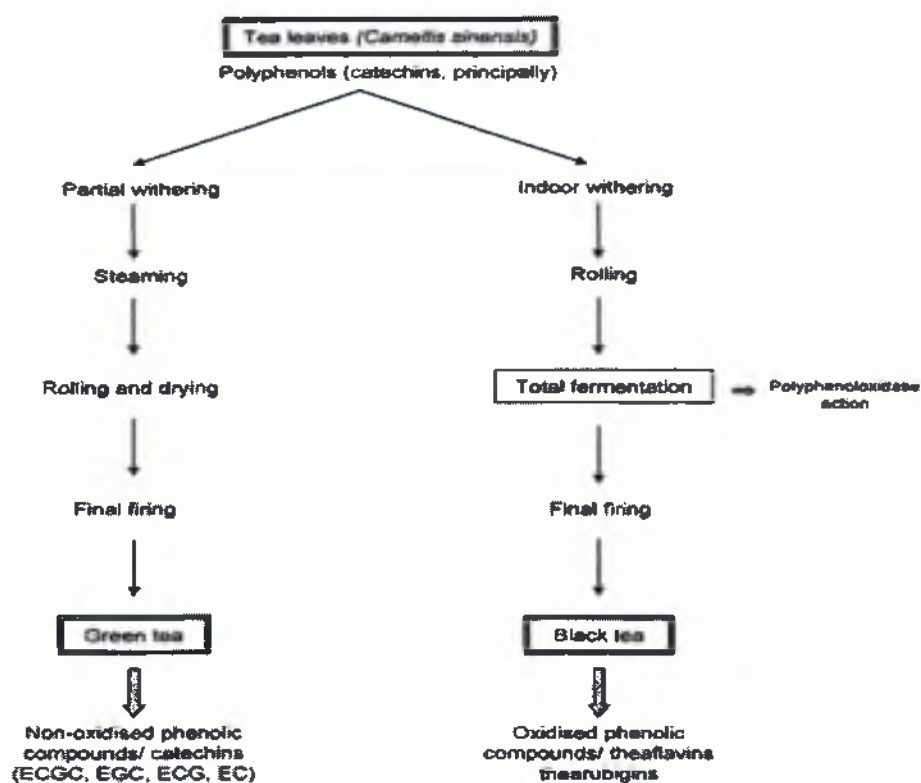 Tea leaves (Camellis sinensis)
Polyphenols (catechins, principally)
Partial withering
Steaming
Rolling and drying
Final firing
Green tea
Non-oxidised phenolic
compounds/ catechins
(ECGC, EGC, ECG, EC)
Indoor withering
Rolling
Total fermentation
Polyphenoloxidase
action
Final firing
Black tea
Oxidised phenolic
compounds/ theaflavins
thearubigins